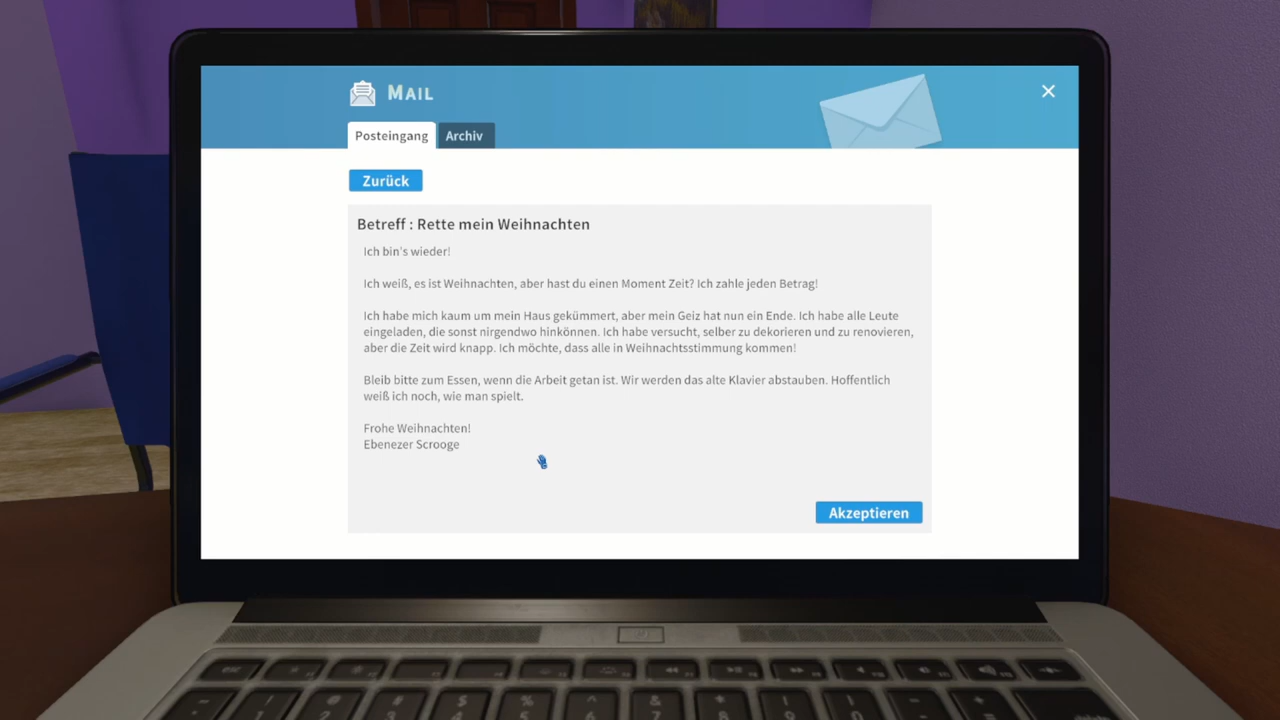 MAIL
Posteingang
Archiv
Zurück
Betreff : Rette mein Weihnachten
Ich bin's wieder!
Ich weiß, es ist Weihnachten, aber hast du einen Moment Zeit? Ich zahle jeden Betrag!
Ich habe mich kaum um mein Haus gekümmert, aber mein Geiz hat nun ein Ende. Ich habe alle Leute
eingeladen, die sonst nirgendwo hinkönnen. Ich habe versucht, selber zu dekorieren und zu renovieren,
aber die Zeit wird knapp. Ich möchte, dass alle in Weihnachtsstimmung kommen!
Bleib bitte zum Essen, wenn die Arbeit getan ist. Wir werden das alte Klavier abstauben. Hoffentlich
weiß ich noch, wie man spielt.
Frohe Weihnachten!
Ebenezer Scrooge
Akzeptieren